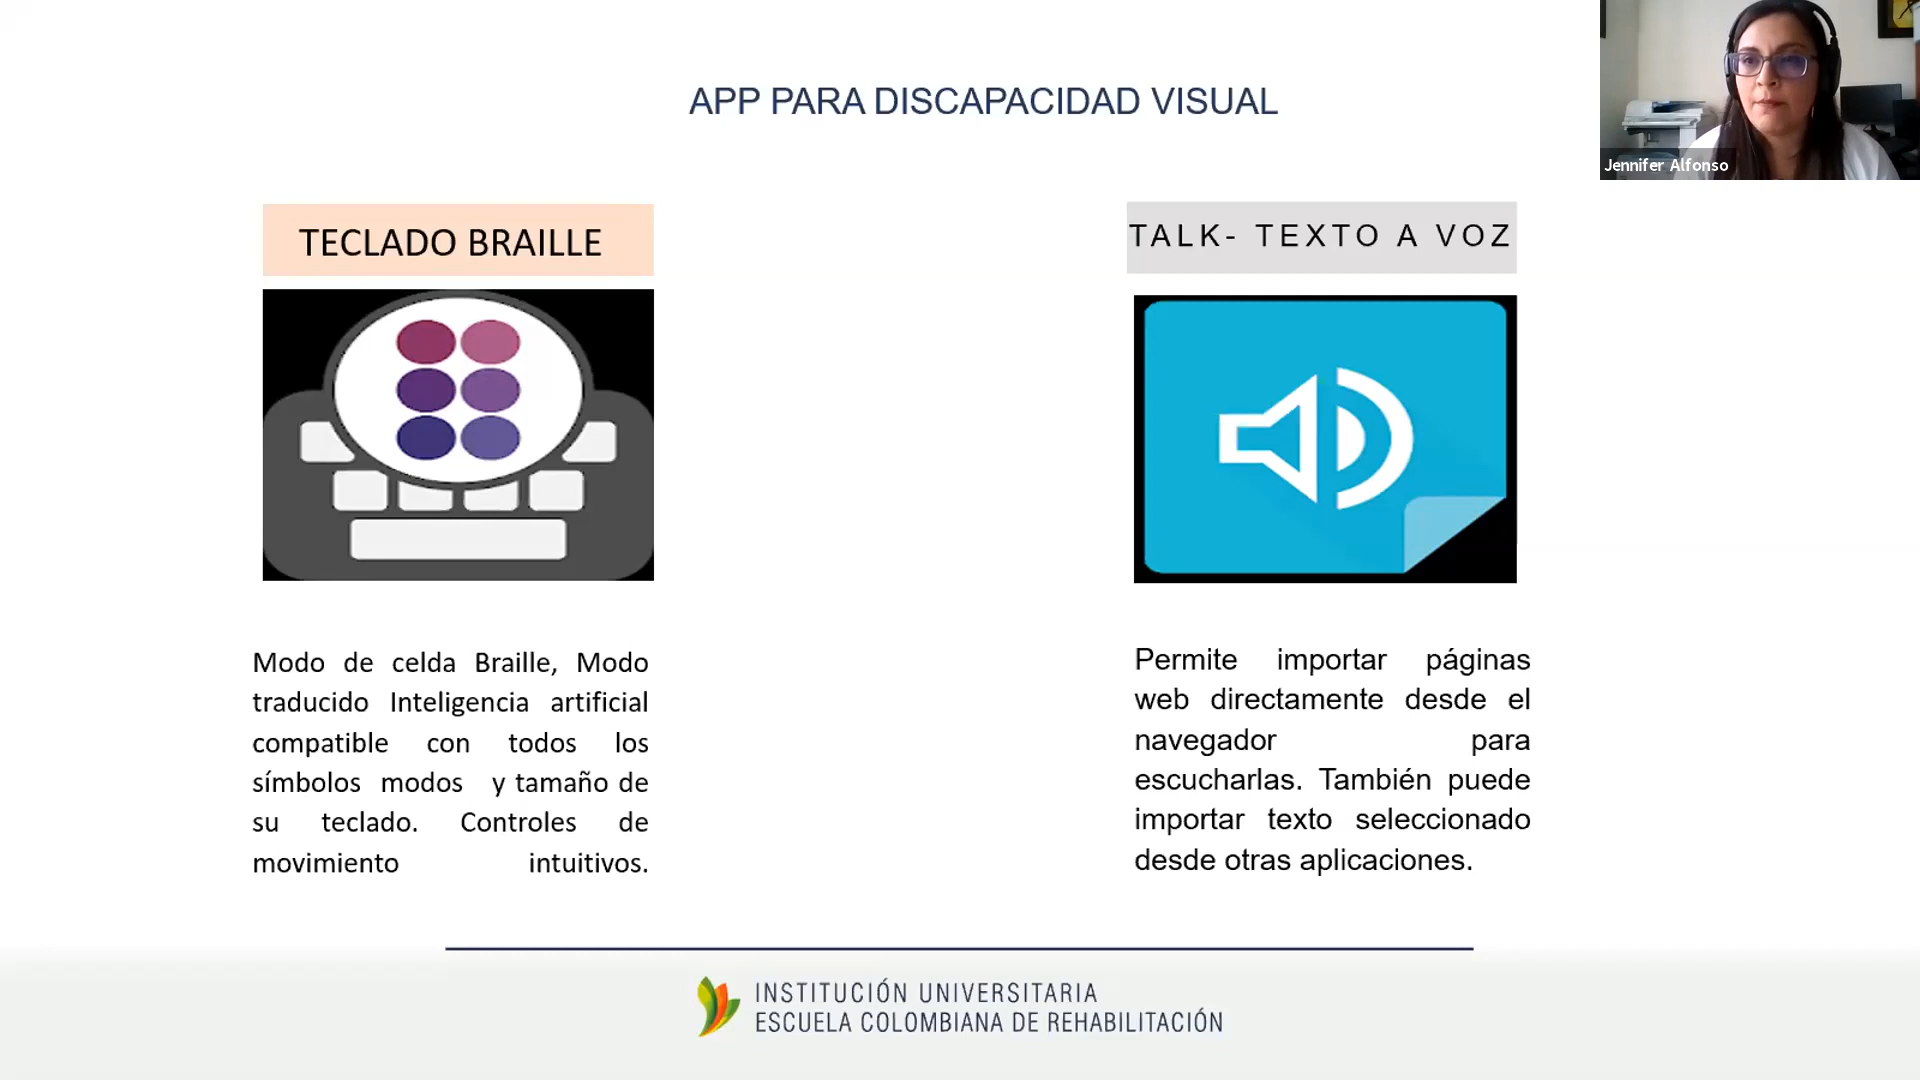 APP PARA DISCAPACIDAD VISUAL
Jennifer Alfonso
TECLADO BRAILLE
Modo de celda Braille, Modo
traducido Inteligencia artificial
compatible con todos los
símbolos modos y tamaño de
su teclado. Controles de
movimiento intuitivos.
TALK- TEXTO A VOZ
Permite importar páginas
web directamente desde el
navegador para
escucharlas. También puede
importar texto seleccionado
desde otras aplicaciones.
INSTITUCIÓN UNIVERSITARIA
ESCUELA COLOMBIANA DE REHABILITACIÓN